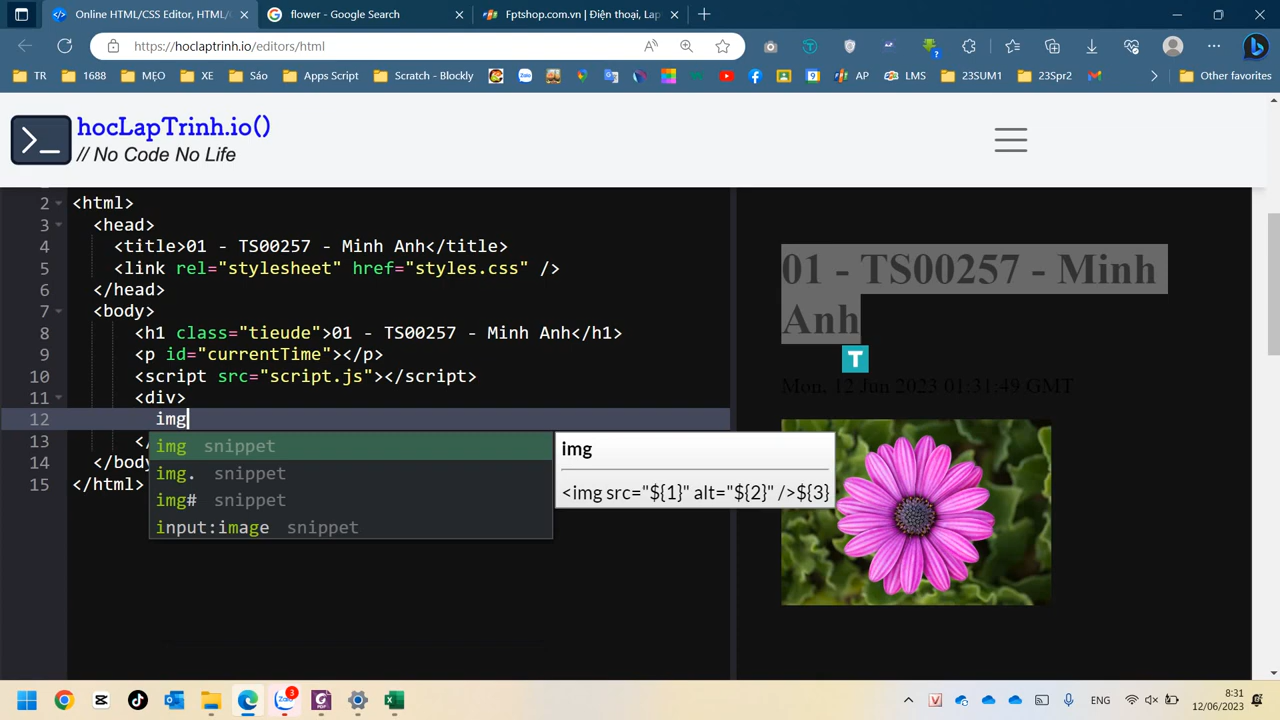 Online HTML/CSS Editor, HTML/C
flower - Google Search
Fptshop.com.vn | Điện thoại, Lap
https://hoclaptrinh.io/editors/html
TR
1688
MẸO
XE
Sáo
Apps Script
Scratch - Blockly
AP
LMS
23SUM1
23Spr2
Other favorites
hocLapTrinh.io()
// No Code No Life
2 <html>
3 <head>
4 <title>01 - TS00257 - Minh Anh</title>
5 <link rel="stylesheet" href="styles.css" />
6 </head>
7 <body>
8 <h1 class="tieude">01 - TS00257 - Minh Anh</h1>
9 <p id="currentTime"></p>
10 <script src="script.js"></script>
11 <div>
12 img
13 </
14 </body
15 </html>
img snippet
img. snippet
img# snippet
input:image snippet
img
<img src="${1}" alt="${2}" />${3}
01 - TS00257 - Minh
Anh
T
Mon, 12 Jun 2023 01:31:49 GMT
3
ENG
8:31
12/06/2023